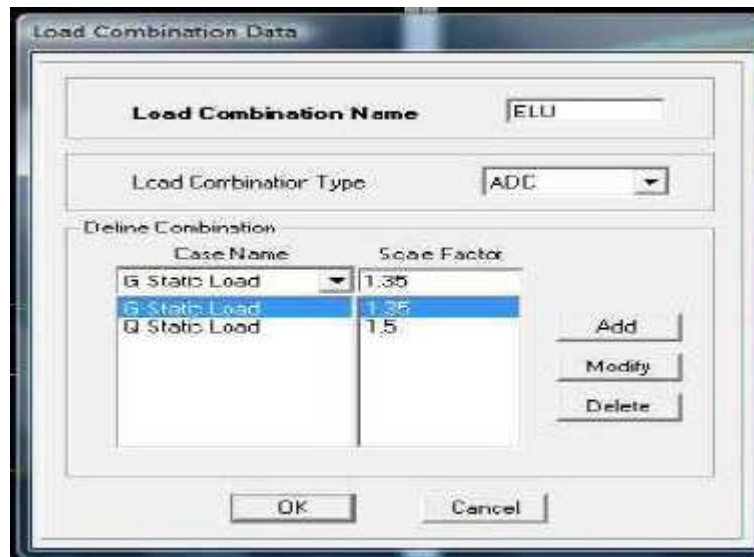 Load Combination Data
Load Combination Name ELU
Load Combination Type ADD
Define Combination
Case Name Scale Factor
G Static Load 1.35
G Static Load 1.35
Q Static Load 1.5
Add
Modify
Delete
OK Cancel